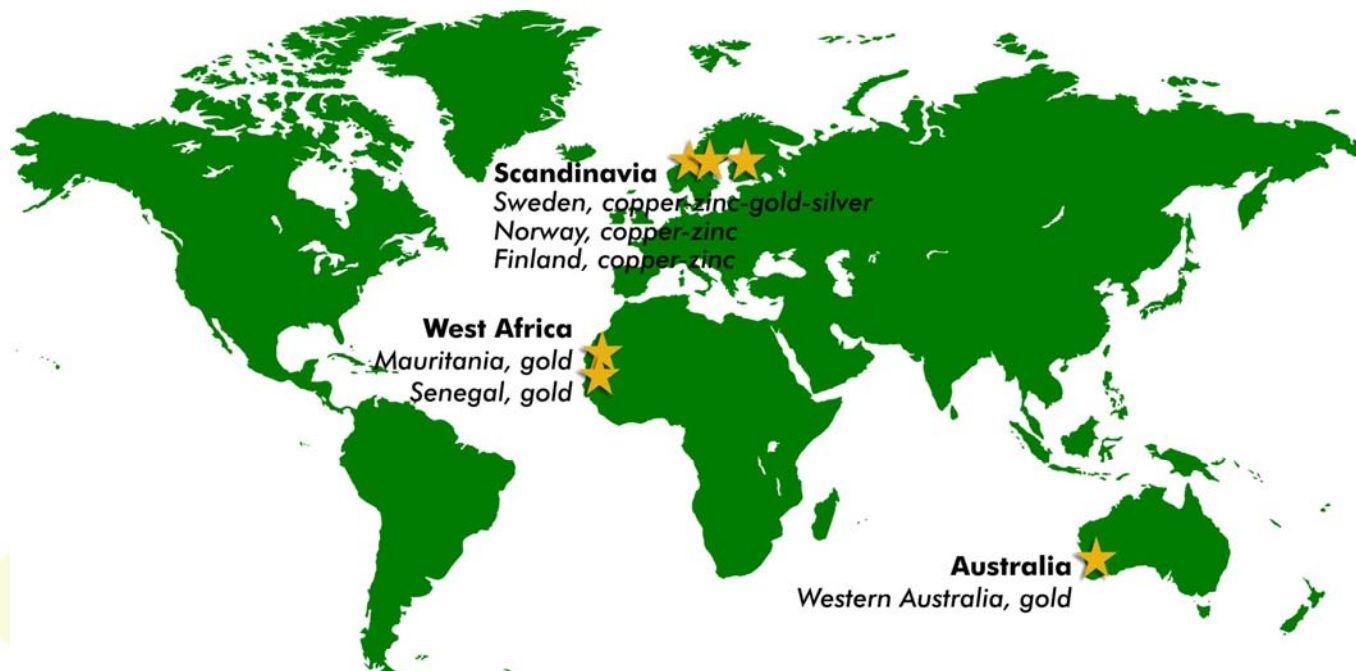 Scandinavia
Sweden, copper-zinc-gold-silver
Norway, copper-zinc
Finland, copper-zinc
West Africa
Mauritania, gold
Senegal, gold
Australia
Western Australia, gold